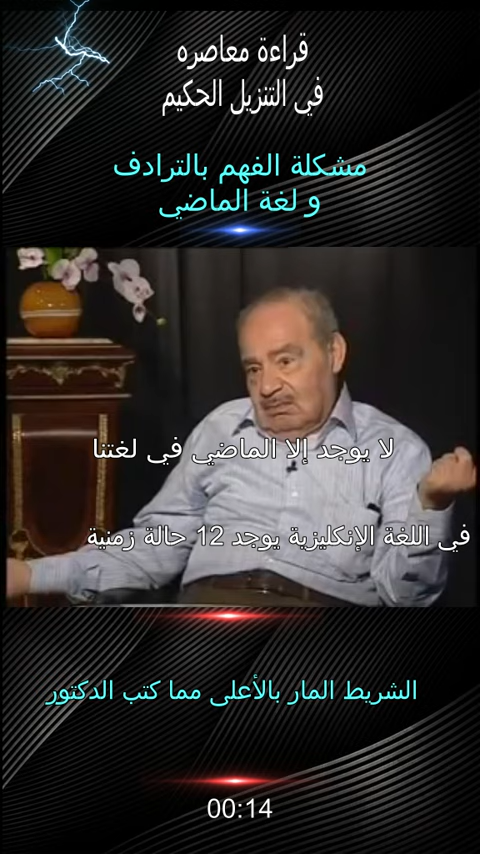 قراءة معاصره
في التنزيل الحكيم
مشكلة الفهم بالترادف
و لغة الماضي
لا يوجد إلا الماضي في لغتنا
في اللغة الإنكليزية يوجد 12 حالة زمنية
الشريط المار بالأعلى مما كتب الدكتور
00:14